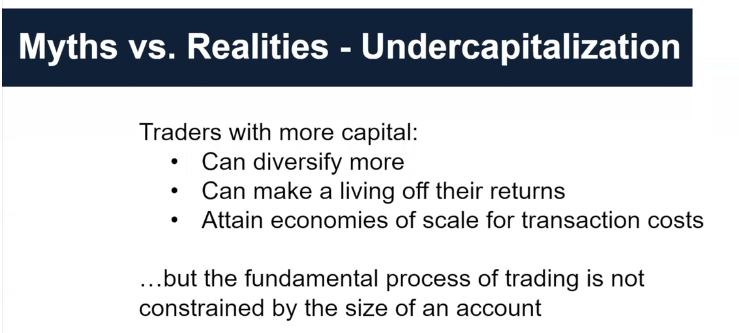 Myths vs. Realities - Undercapitalization
Traders with more capital:
• Can diversify more
• Can make a living off their returns
• Attain economies of scale for transaction costs
…but the fundamental process of trading is not
constrained by the size of an account